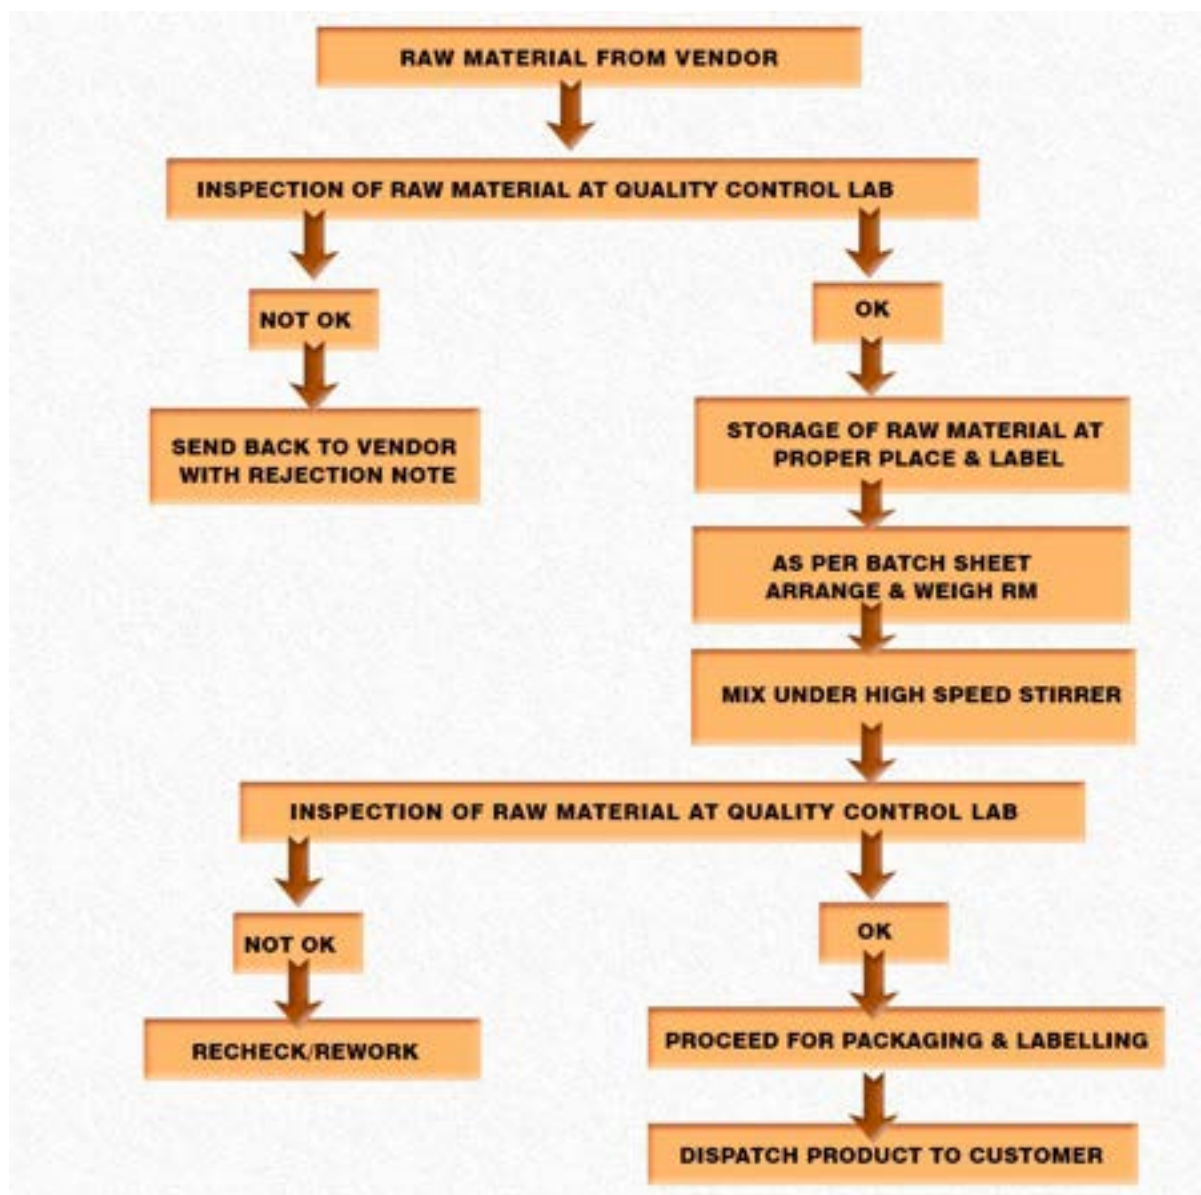 RAW MATERIAL FROM VENDOR
INSPECTION OF RAW MATERIAL AT QUALITY CONTROL LAB
NOT OK
OK
SEND BACK TO VENDOR
WITH REJECTION NOTE
STORAGE OF RAW MATERIAL AT
PROPER PLACE & LABEL
AS PER BATCH SHEET
ARRANGE & WEIGH RM
MIX UNDER HIGH SPEED STIRRER
INSPECTION OF RAW MATERIAL AT QUALITY CONTROL LAB
NOT OK
OK
RECHECK/REWORK
PROCEED FOR PACKAGING & LABELLING
DISPATCH PRODUCT TO CUSTOMER